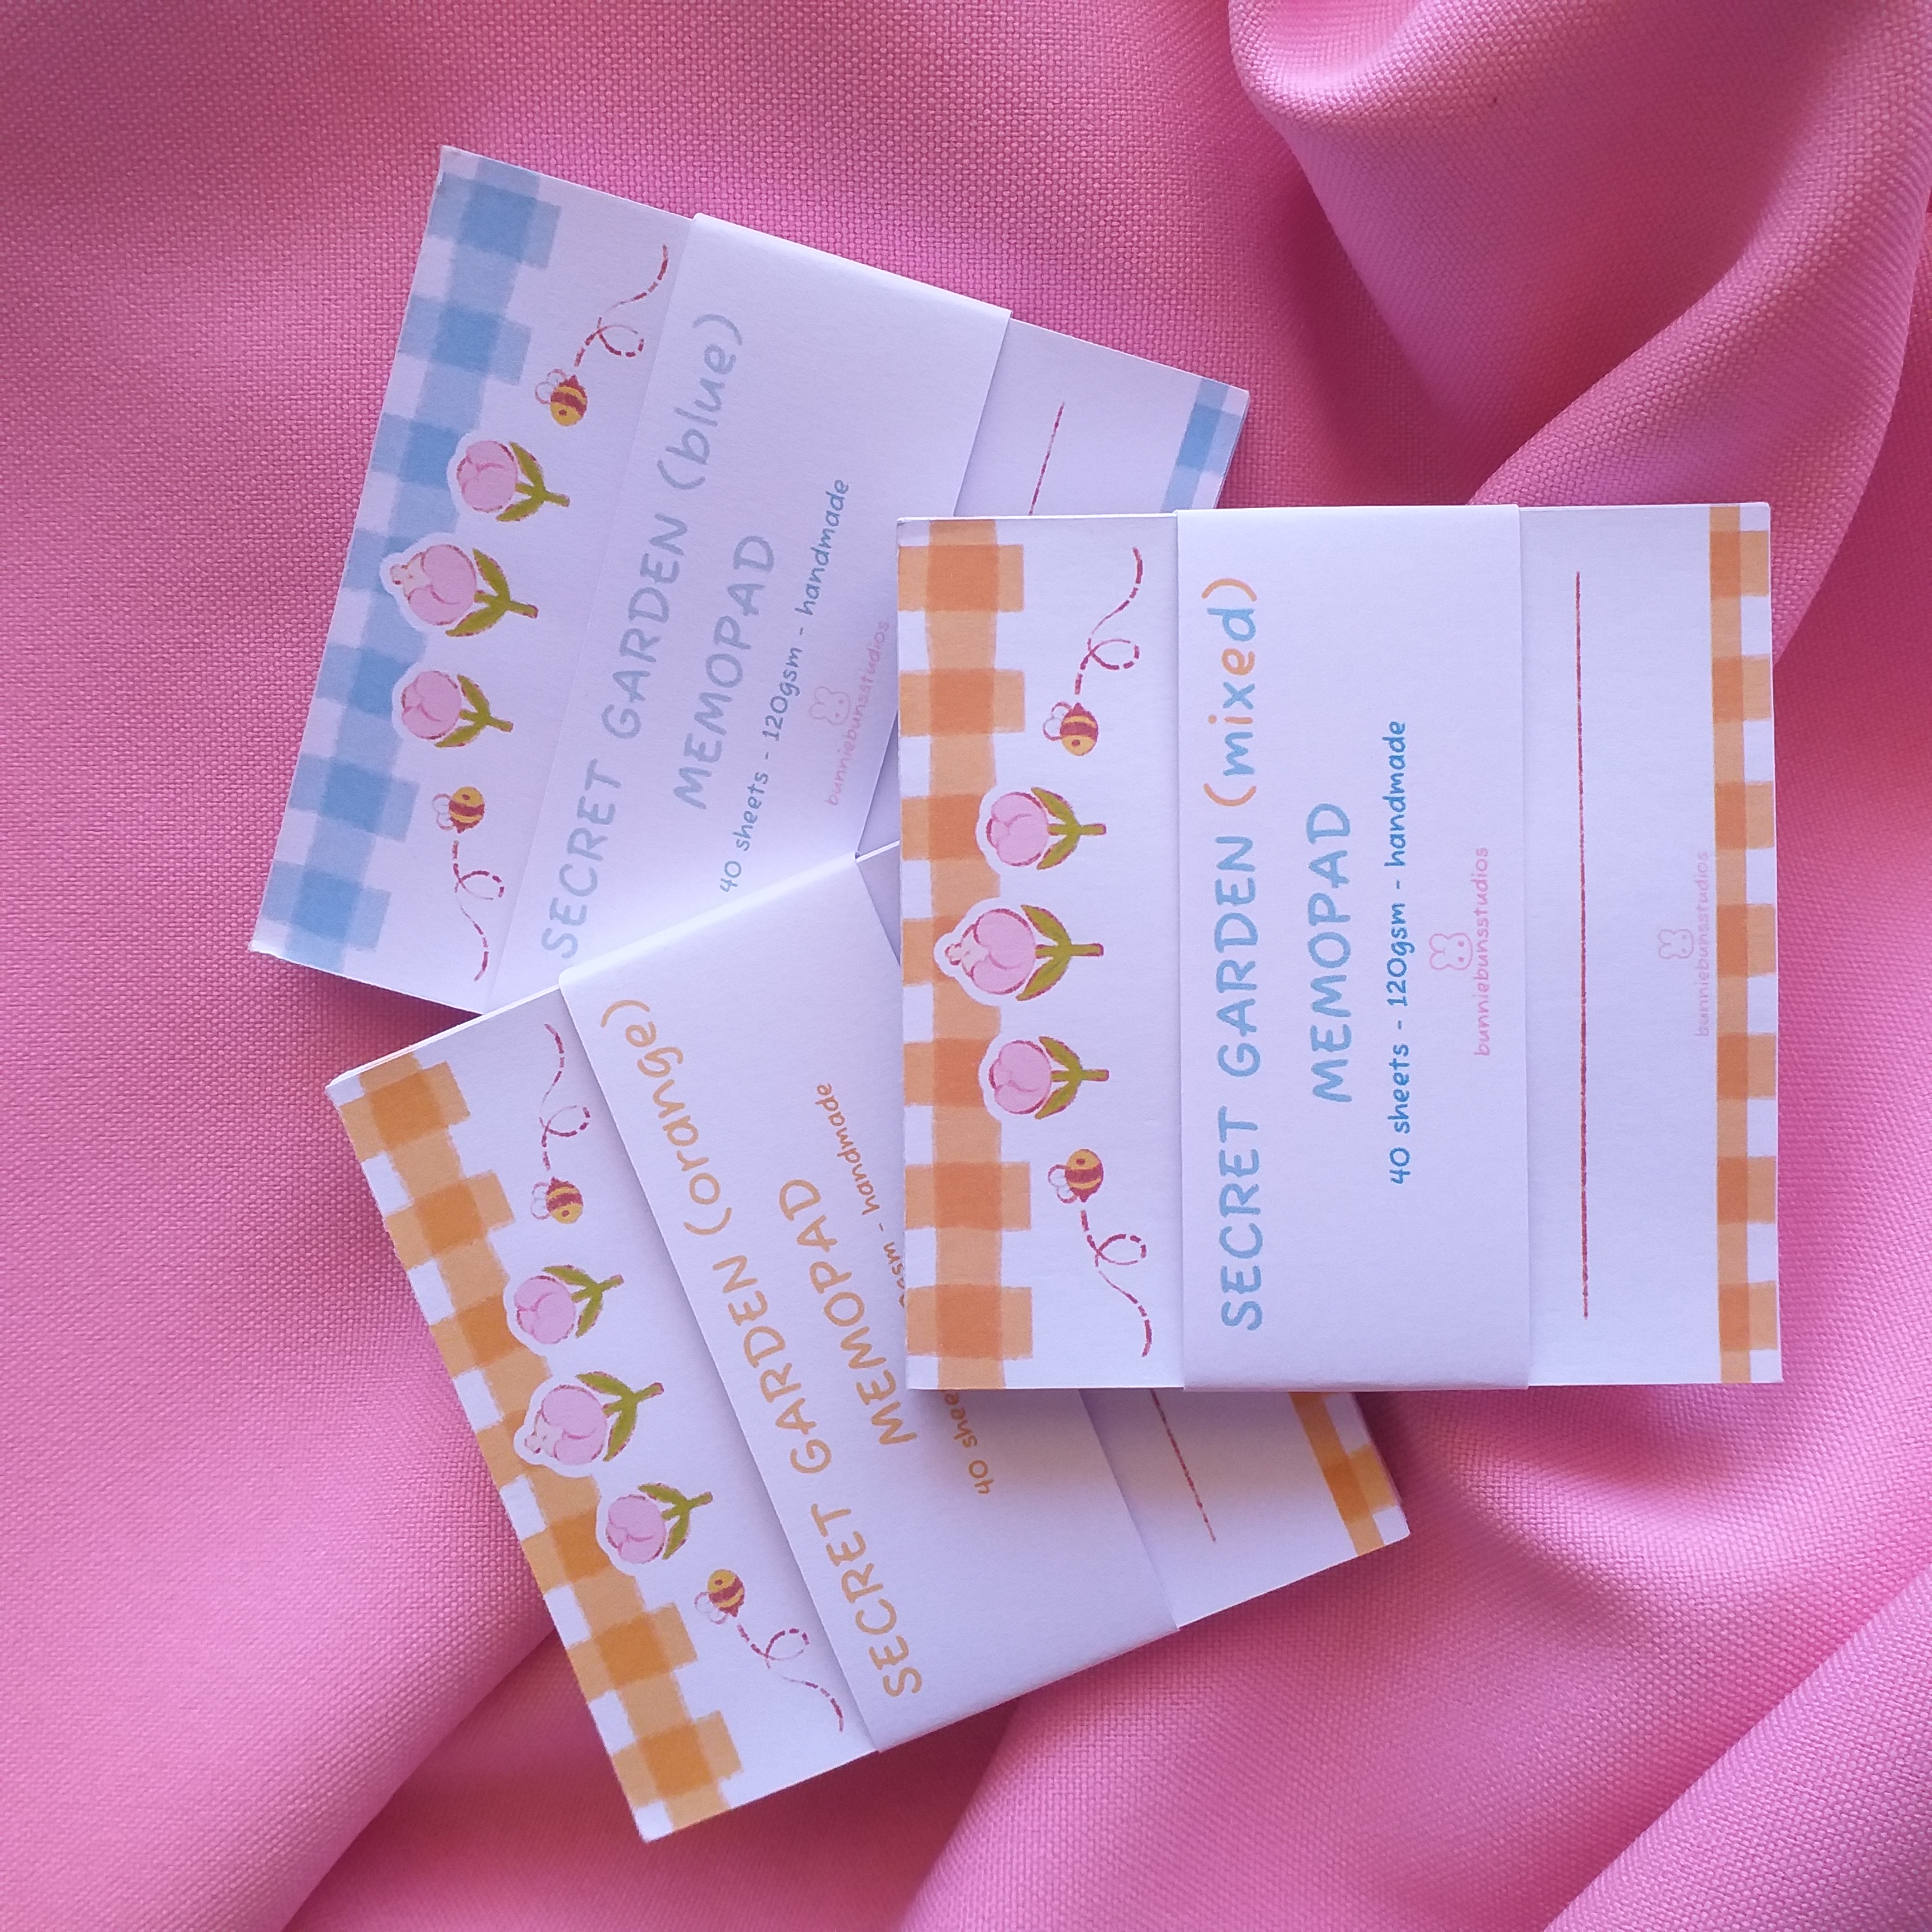 SECRET GARDEN (orange)
MEMOPAD
40 handmade
SECRET GARDEN (blue)
MEMOPAD
40 sheets - 120gsm - handmade
bunniebunsstudios
SECRET GARDEN (mixed)
MEMOPAD
40 sheets - 120gsm - handmade
bunniebunsstudios
bunniebunsstudios